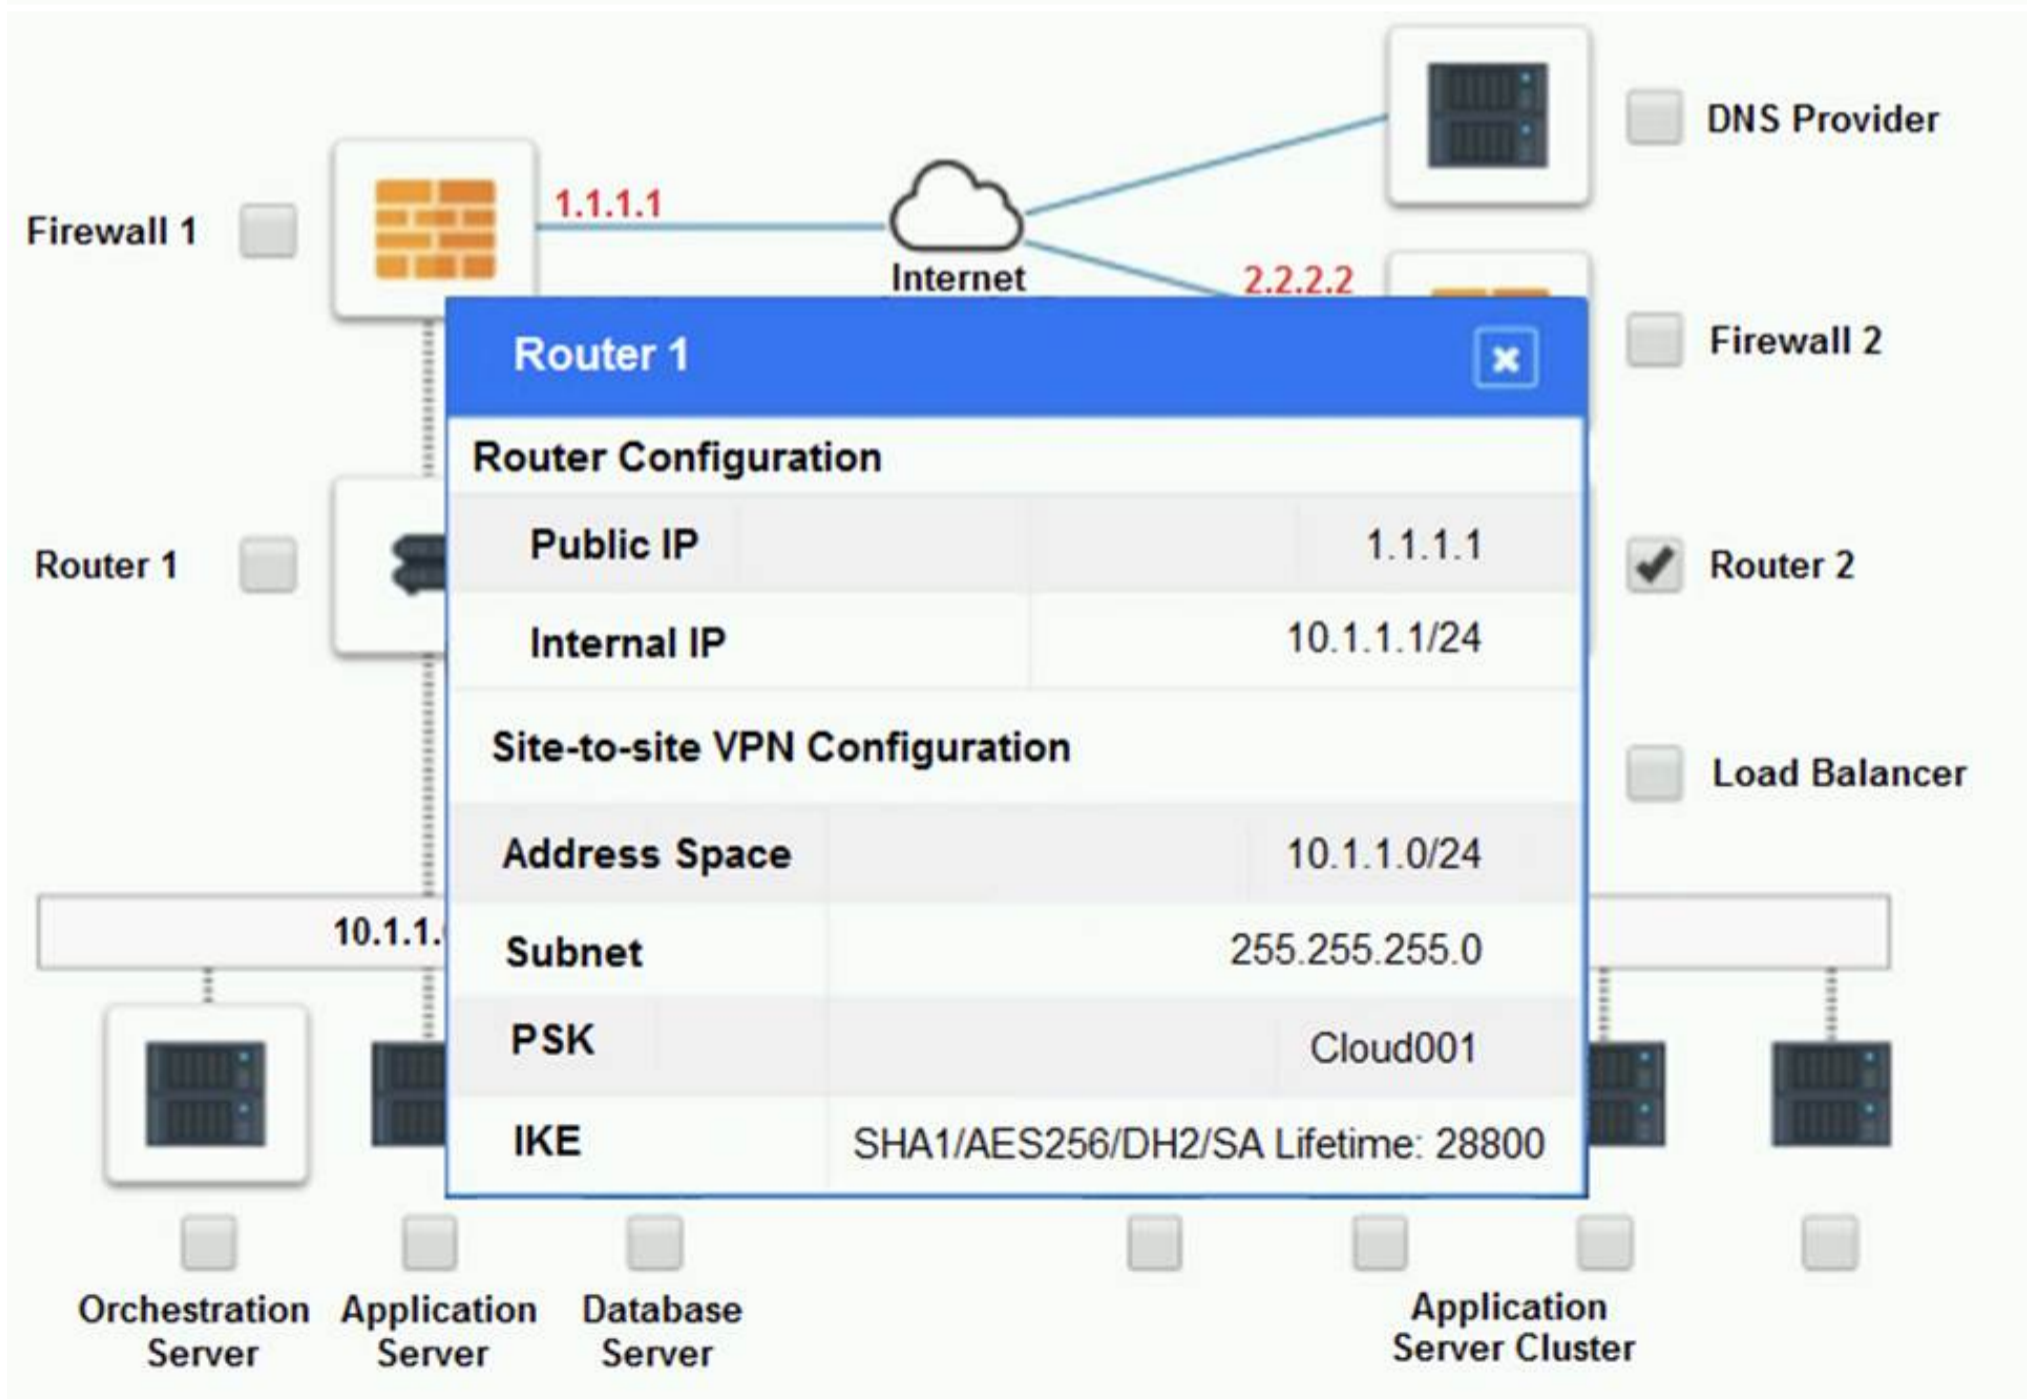 DNS Provider
Firewall 1
1.1.1.1
Internet
2.2.2.2
Firewall 2
Router 1
Router Configuration
Public IP 1.1.1.1
Internal IP 10.1.1.1/24
Router 1
Router 2
Site-to-site VPN Configuration
Load Balancer
Address Space 10.1.1.0/24
10.1.1.
Subnet 255.255.255.0
PSK Cloud001
IKE SHA1/AES256/DH2/SA Lifetime: 28800
Orchestration
Server
Application
Server
Database
Server
Application
Server Cluster